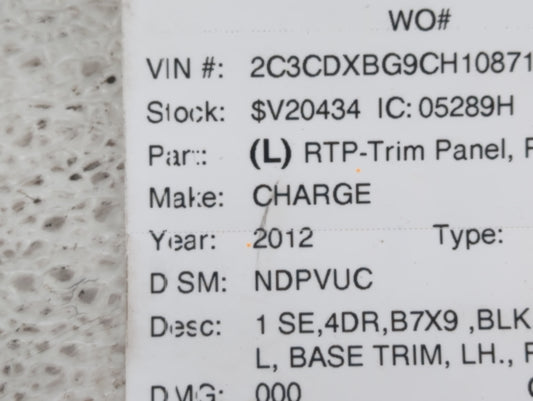 WO#
VIN #: 2C3CDXBG9CH10871
Stock: $V20434 IC: 05289H
Part: (L) RTP-Trim Panel, F
Make: CHARGE
Year: 2012 Type:
DSM: NDPVUC
Desc: 1 SE,4DR,B7X9 ,BLK
L, BASE TRIM, LH., F
DMG: 000